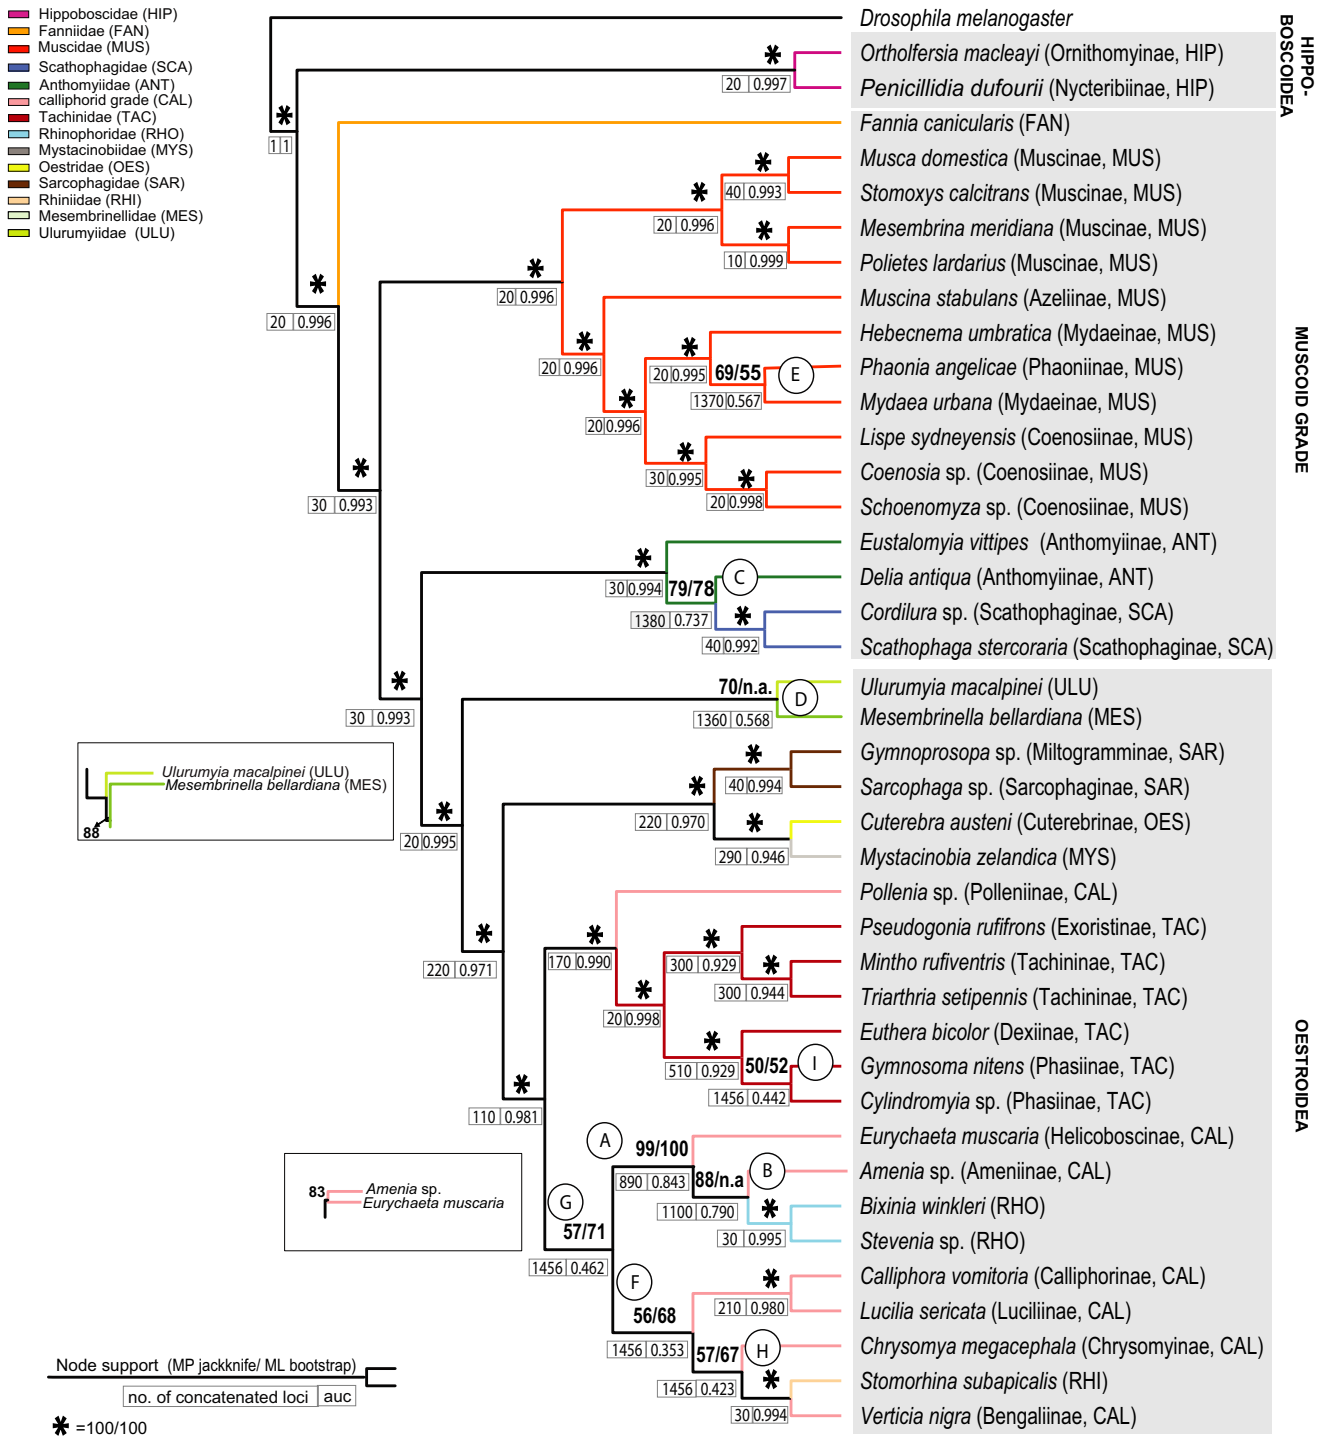 Hippoboscidae (HIP)
Fanniidae (FAN)
Muscidae (MUS)
Scathophagidae (SCA)
Anthomyiidae (ANT)
calliphorid grade (CAL)
Tachinidae (TAC)
Rhinophoridae (RHO)
Mystacinobiidae (MYS)
Oestridae (OES)
Sarcophagidae (SAR)
Rhiniidae (RHI)
Mesembrinellidae (MES)
Ulurumyiidae (ULU)
Drosophila melanogaster
Ortholfersia macleayi (Ornithomyinae, HIP)
Penicillidia dufourii (Nycteribiinae, HIP)
Fannia canicularis (FAN)
Musca domestica (Muscinae, MUS)
Stomoxys calcitrans (Muscinae, MUS)
Mesembrina meridiana (Muscinae, MUS)
Polietes lardarius (Muscinae, MUS)
Muscina stabulans (Azeliinae, MUS)
Hebecnema umbratica (Mydaeinae, MUS)
Phaonia angelicae (Phaoniinae, MUS)
Mydaea urbana (Mydaeinae, MUS)
Lispe sydneyensis (Coenosiinae, MUS)
Coenosia sp. (Coenosiinae, MUS)
Schoenomyza sp. (Coenosiinae, MUS)
Eustalomyia vittipes (Anthomyiinae, ANT)
Delia antiqua (Anthomyiinae, ANT)
Cordilura sp. (Scathophaginae, SCA)
Scathophaga stercoraria (Scathophaginae, SCA)
Ulurumyia macalpinei (ULU)
Mesembrinella bellardiana (MES)
Gymnoprosopa sp. (Miltogramminae, SAR)
Sarcophaga sp. (Sarcophaginae, SAR)
Cuterebra austeni (Cuterebrinae, OES)
Mystacinobia zelandica (MYS)
Pollenia sp. (Polleniinae, CAL)
Pseudogonia rufifrons (Exoristinae, TAC)
Mintho rufiventris (Tachininae, TAC)
Triarthria setipennis (Tachininae, TAC)
Euthera bicolor (Dexiinae, TAC)
Gymnosoma nitens (Phasiinae, TAC)
Cylindromyia sp. (Phasiinae, TAC)
Eurychaeta muscaria (Helicoboscinae, CAL)
Amenia sp. (Ameniinae, CAL)
Bixinia winkleri (RHO)
Stevenia sp. (RHO)
Calliphora vomitoria (Calliphorinae, CAL)
Lucilia sericata (Luciliinae, CAL)
Chrysomya megacephala (Chrysomyinae, CAL)
Stomorhina subapicalis (RHI)
Verticia nigra (Bengaliinae, CAL)
HIPPO-
BOSCOIDEA
MUSCOID GRADE
OESTROIDEA
* 20 0.997
* 1 1
* 40 0.993
* 20 0.996
* 10 0.999
* 20 0.996
* 20 0.996
* 20 0.996
* 20 0.995
69/55 E
1370 0.567
* 20 0.996
* 30 0.995
* 20 0.998
* 30 0.993
* 30 0.994
79/78 C
1380 0.737
* 40 0.992
* 30 0.993
70/n.a. D
1360 0.568
* 40 0.994
* 220 0.970
* 290 0.946
* 20 0.995
* 220 0.971
* 170 0.990
* 300 0.929
* 300 0.944
* 20 0.998
* 510 0.929
50/52 I
1456 0.442
* 110 0.981
A 99/100
890 0.843
88/n.a B
1100 0.790
* 30 0.995
G 57/71
1456 0.462
F 56/68
1456 0.353
* 210 0.980
57/67 H
1456 0.423
* 30 0.994
Ulurumyia macalpinei (ULU)
Mesembrinella bellardiana (MES)
88
83
Amenia sp.
Eurychaeta muscaria
Node support (MP jackknife/ ML bootstrap)
no. of concatenated loci auc
* =100/100